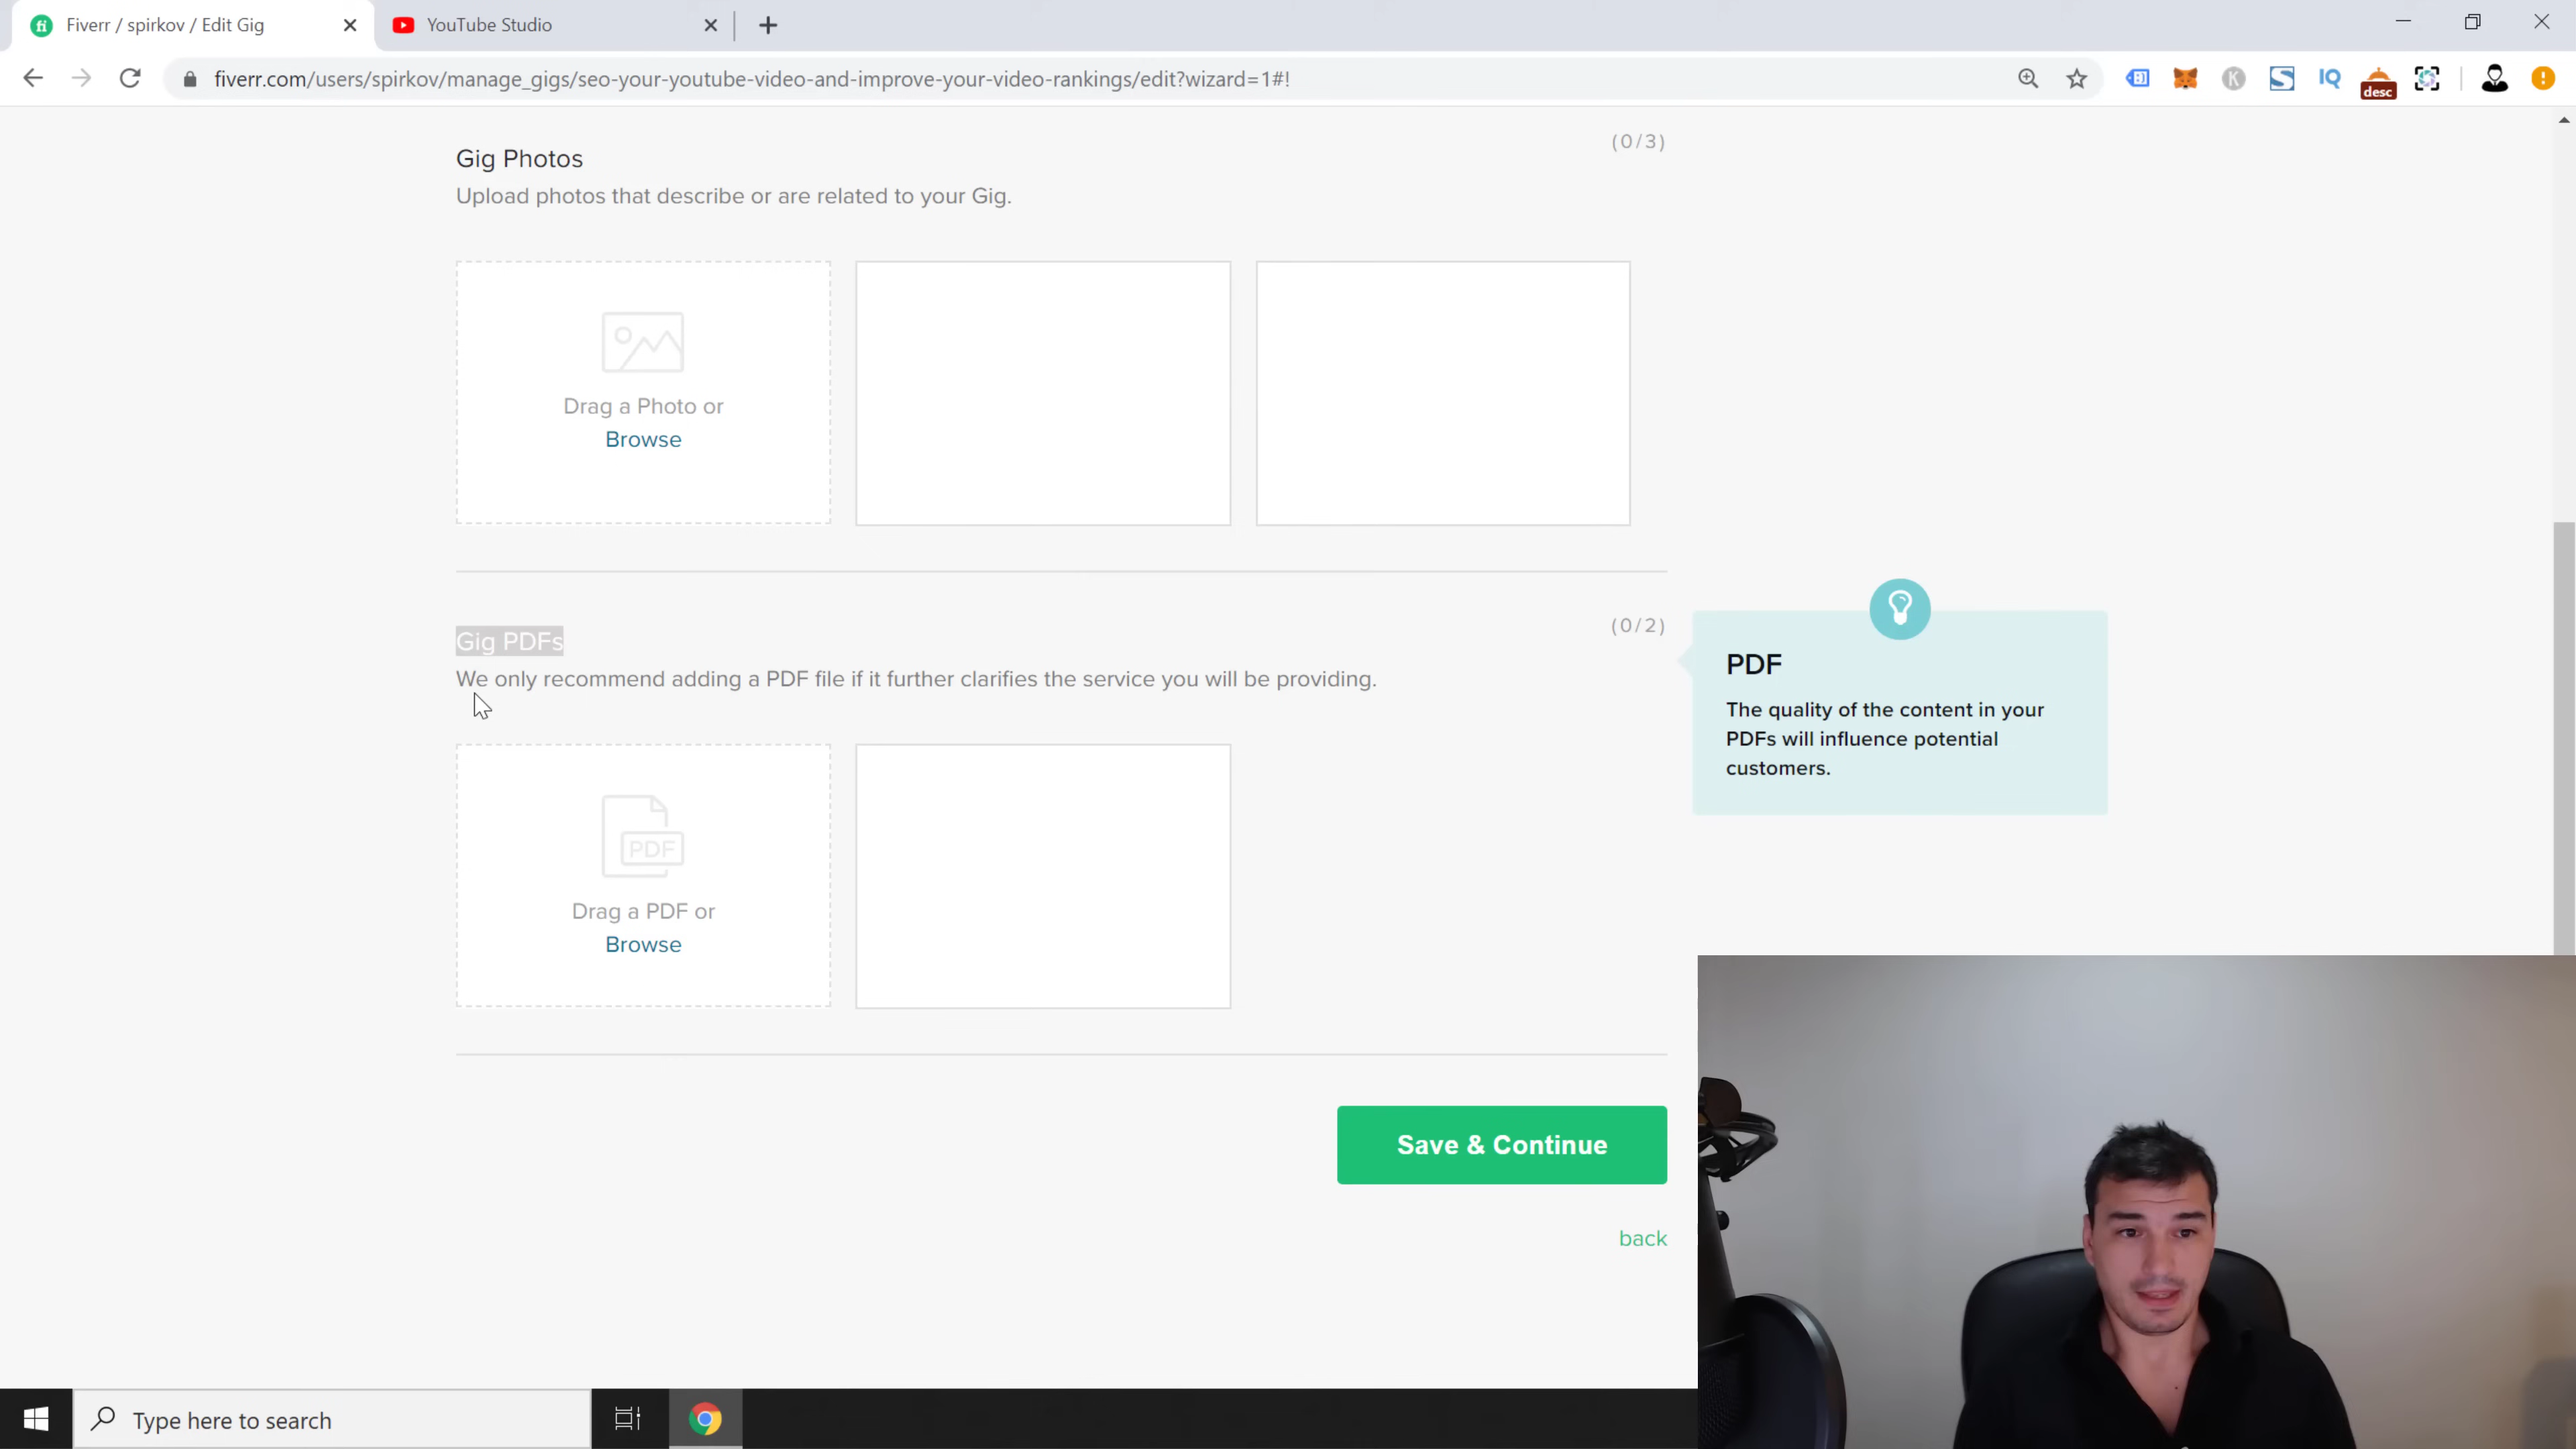 Fiverr / spirkov / Edit Gig
YouTube Studio
fiverr.com/users/spirkov/manage_gigs/seo-your-youtube-video-and-improve-your-video-rankings/edit?wizard=1#!
K
S
IQ
desc
(0/3)
Gig Photos
Upload photos that describe or are related to your Gig.
Drag a Photo or
Browse
(0/2)
Gig PDFs
We only recommend adding a PDF file if it further clarifies the service you will be providing.
PDF
The quality of the content in your
PDFs will influence potential
customers.
PDF
Drag a PDF or
Browse
Save & Continue
back
Type here to search